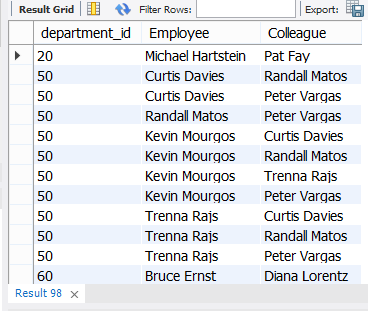 Result Grid Filter Rows: Export:
department_id Employee Colleague
20 Michael Hartstein Pat Fay
50 Curtis Davies Randall Matos
50 Curtis Davies Peter Vargas
50 Randall Matos Peter Vargas
50 Kevin Mourgos Curtis Davies
50 Kevin Mourgos Randall Matos
50 Kevin Mourgos Trenna Rajs
50 Kevin Mourgos Peter Vargas
50 Trenna Rajs Curtis Davies
50 Trenna Rajs Randall Matos
50 Trenna Rajs Peter Vargas
60 Bruce Ernst Diana Lorentz
Result 98